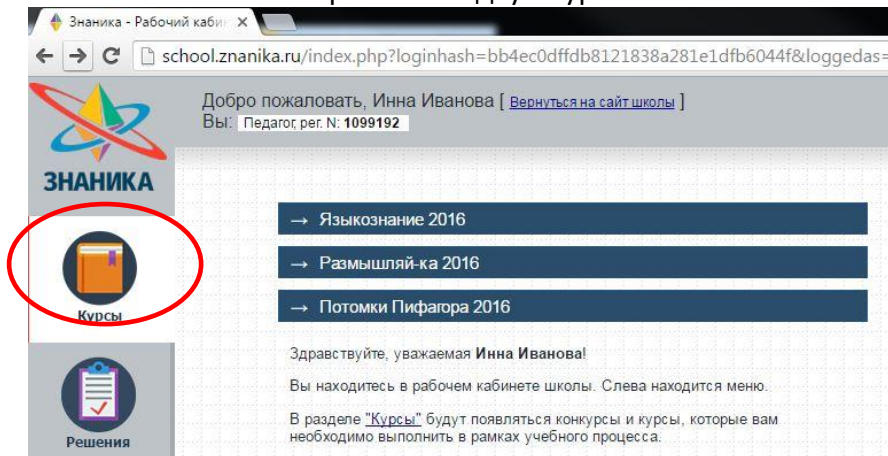 Знаника - Рабочий каби
school.znanika.ru/index.php?loginhash=bb4ec0dffdb8121838a281e1dfb6044f&loggedas=
Добро пожаловать, Инна Иванова [ Вернуться на сайт школы ]
Вы: Педагог, рег. N: 1099192
ЗНАНИКА
→ Языкознание 2016
→ Размышляй-ка 2016
→ Потомки Пифагора 2016
Курсы
Здравствуйте, уважаемая Инна Иванова!
Вы находитесь в рабочем кабинете школы. Слева находится меню.
В разделе "Курсы" будут появляться конкурсы и курсы, которые вам
необходимо выполнить в рамках учебного процесса.
Решения